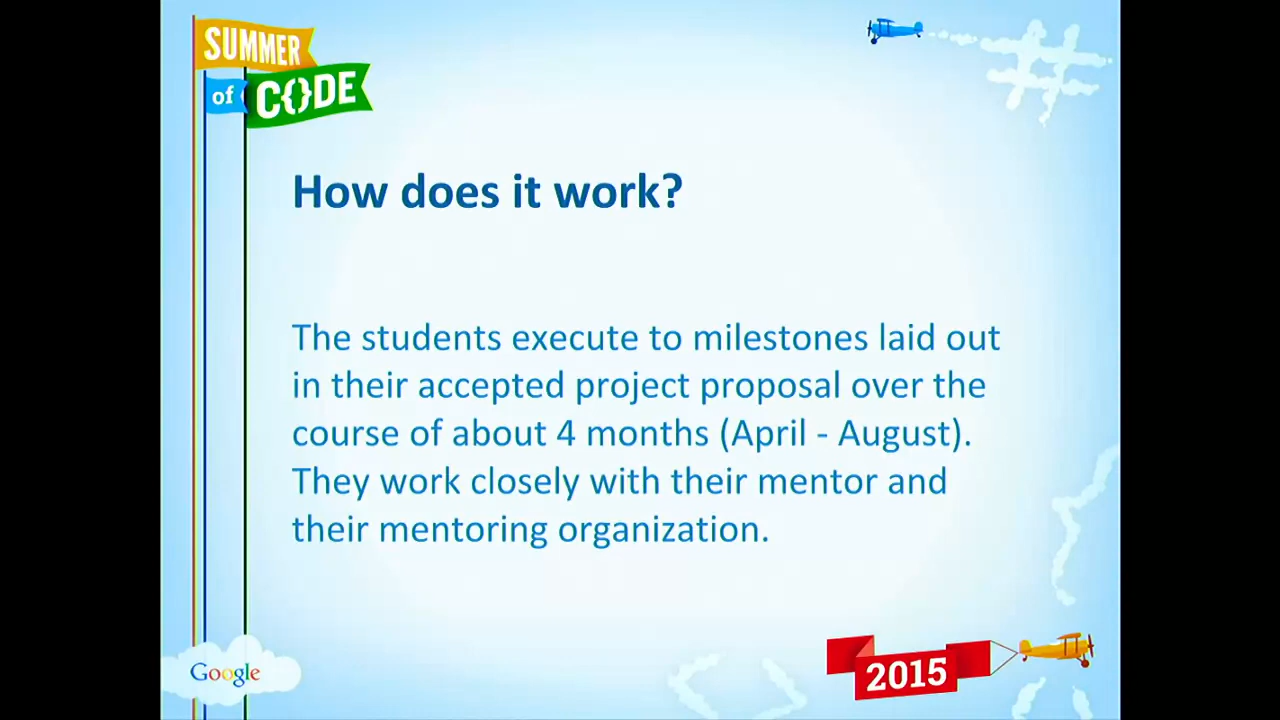 SUMMER
of CODE
How does it work?
The students execute to milestones laid out
in their accepted project proposal over the
course of about 4 months (April - August).
They work closely with their mentor and
their mentoring organization.
Google
2015